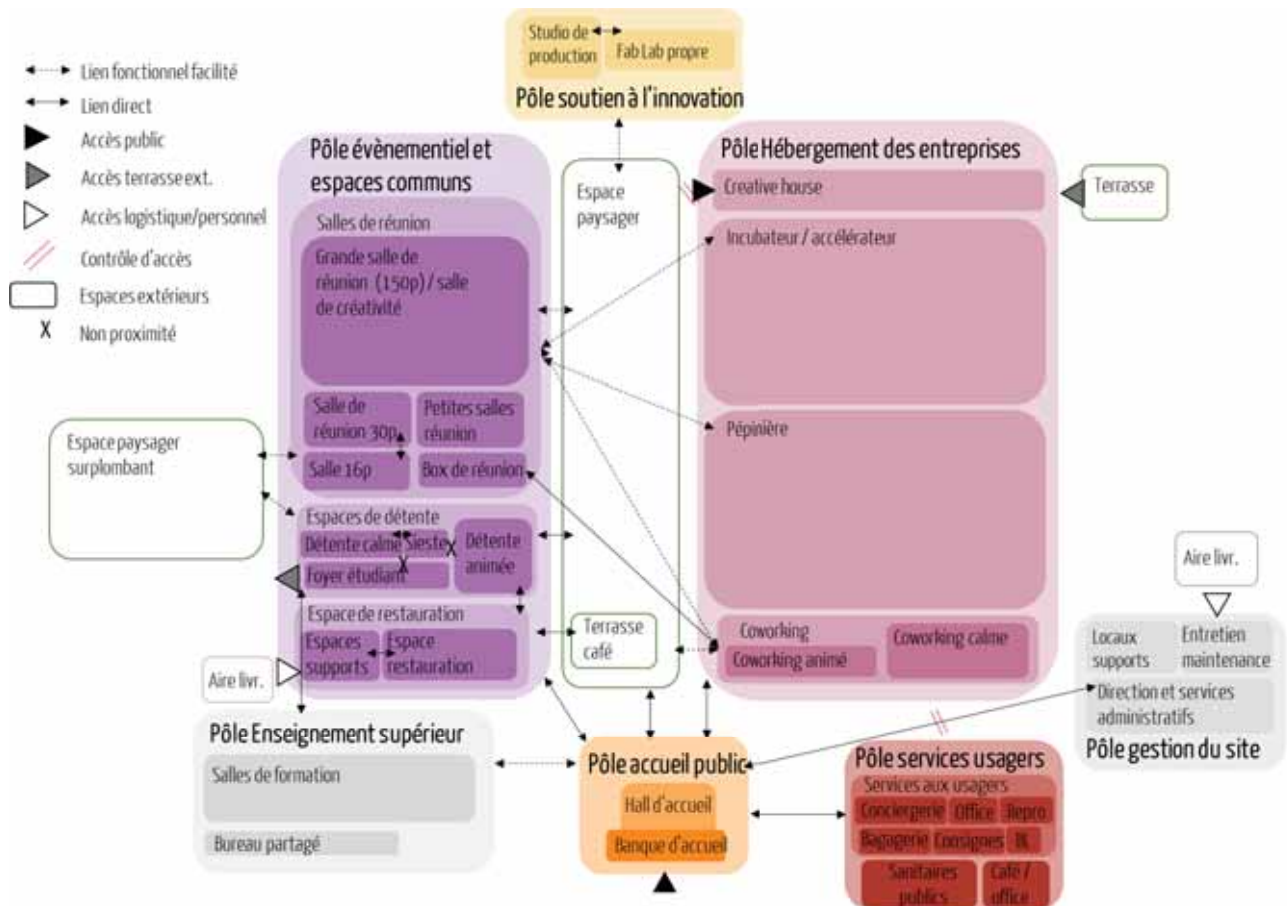 Lien fonctionnel facilité
Lien direct
Accès public
Accès terrasse ext.
Accès logistique/personnel
Contrôle d'accès
Espaces extérieurs
X
Non proximité
Studio de
production
Fab Lab propre
Pôle soutien à l'innovation
Pôle évènementiel et
espaces communs
Salles de réunion
Grande salle de
réunion (150p) / salle
de créativité
Salle de
réunion 30p
Petites salles
réunion
Salle 16p
Box de réunion
Espaces de détente
Détente calme
Sieste
X
X
Détente
animée
Foyer étudiant
Espace de restauration
Espaces
supports
Espace
restauration
Espace paysager
surplombant
Aire livr.
Espace
paysager
Terrasse
café
Pôle Hébergement des entreprises
Creative house
Incubateur / accélérateur
Pépinière
Coworking
Coworking animé
Coworking calme
Terrasse
Aire livr.
Locaux
supports
Entretien
maintenance
Direction et services
administratifs
Pôle gestion du site
Pôle Enseignement supérieur
Salles de formation
Bureau partagé
Pôle accueil public
Hall d'accueil
Banque d'accueil
Pôle services usagers
Services aux usagers
Conciergerie
Office
Repro
Bagagerie
Consignes
Sanitaires
publics
Café /
office